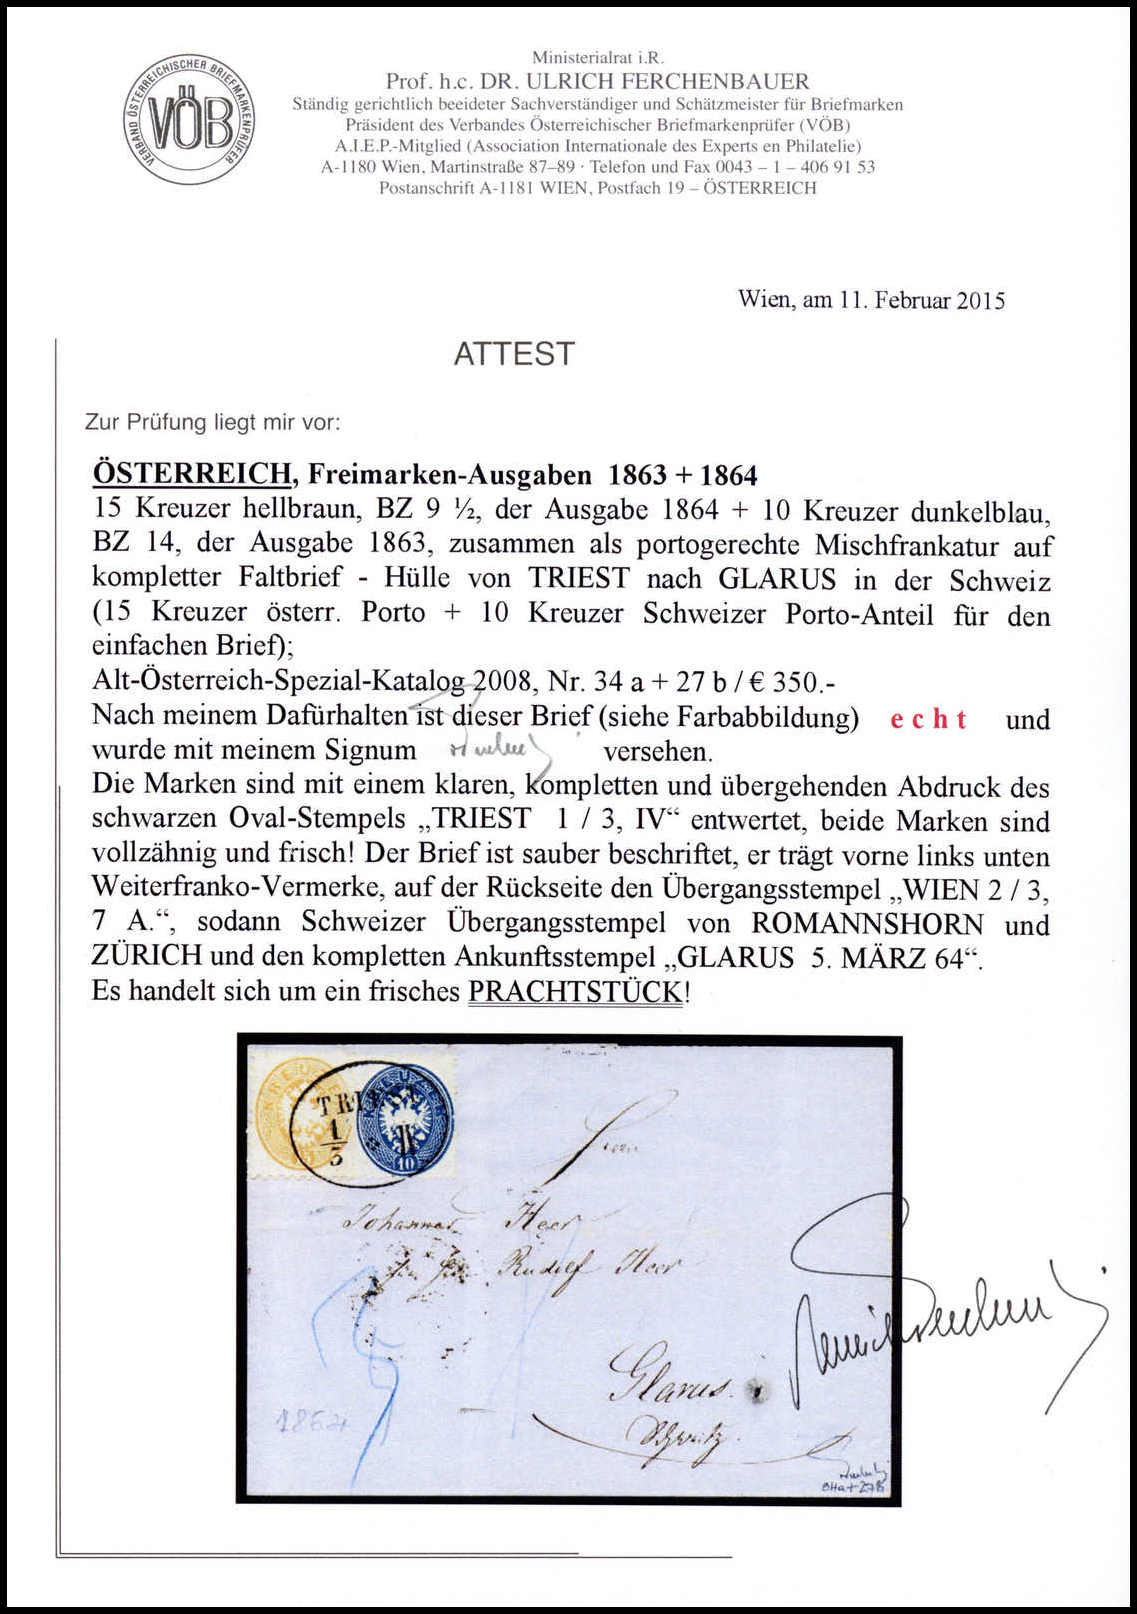 VERBAND ÖSTERREICHISCHER BRIEFMARKENPRÜFER
VÖB
Ministerialrat i.R.
Prof. h.c. DR. ULRICH FERCHENBAUER
Ständig gerichtlich beeideter Sachverständiger und Schätzmeister für Briefmarken
Präsident des Verbandes Österreichischer Briefmarkenprüfer (VÖB)
A.I.E.P.-Mitglied (Association Internationale des Experts en Philatelie)
A-1180 Wien, Martinstraße 87–89 · Telefon und Fax 0043 – 1 – 406 91 53
Postanschrift A-1181 WIEN, Postfach 19 – ÖSTERREICH
Wien, am 11. Februar 2015
ATTEST
Zur Prüfung liegt mir vor:
ÖSTERREICH, Freimarken-Ausgaben 1863 + 1864
15 Kreuzer hellbraun, BZ 9 ½, der Ausgabe 1864 + 10 Kreuzer dunkelblau,
BZ 14, der Ausgabe 1863, zusammen als portogerechte Mischfrankatur auf
kompletter Faltbrief - Hülle von TRIEST nach GLARUS in der Schweiz
(15 Kreuzer österr. Porto + 10 Kreuzer Schweizer Porto-Anteil für den
einfachen Brief);
Alt-Österreich-Spezial-Katalog 2008, Nr. 34 a + 27 b / € 350.-
Nach meinem Dafürhalten ist dieser Brief (siehe Farbabbildung) e c h t und
wurde mit meinem Signum versehen.
Die Marken sind mit einem klaren, kompletten und übergehenden Abdruck des
schwarzen Oval-Stempels „TRIEST 1 / 3, IV“ entwertet, beide Marken sind
vollzähnig und frisch! Der Brief ist sauber beschriftet, er trägt vorne links unten
Weiterfranko-Vermerke, auf der Rückseite den Übergangsstempel „WIEN 2 / 3,
7 A.“, sodann Schweizer Übergangsstempel von ROMANNSHORN und
ZÜRICH und den kompletten Ankunftsstempel „GLARUS 5. MÄRZ 64“.
Es handelt sich um ein frisches PRACHTSTÜCK!
KREUZER
TRIEST
1
3
10
Herrn
Johannes Heer
Rudolf Heer
Glarus.
Schweitz.
1864
34a+27b